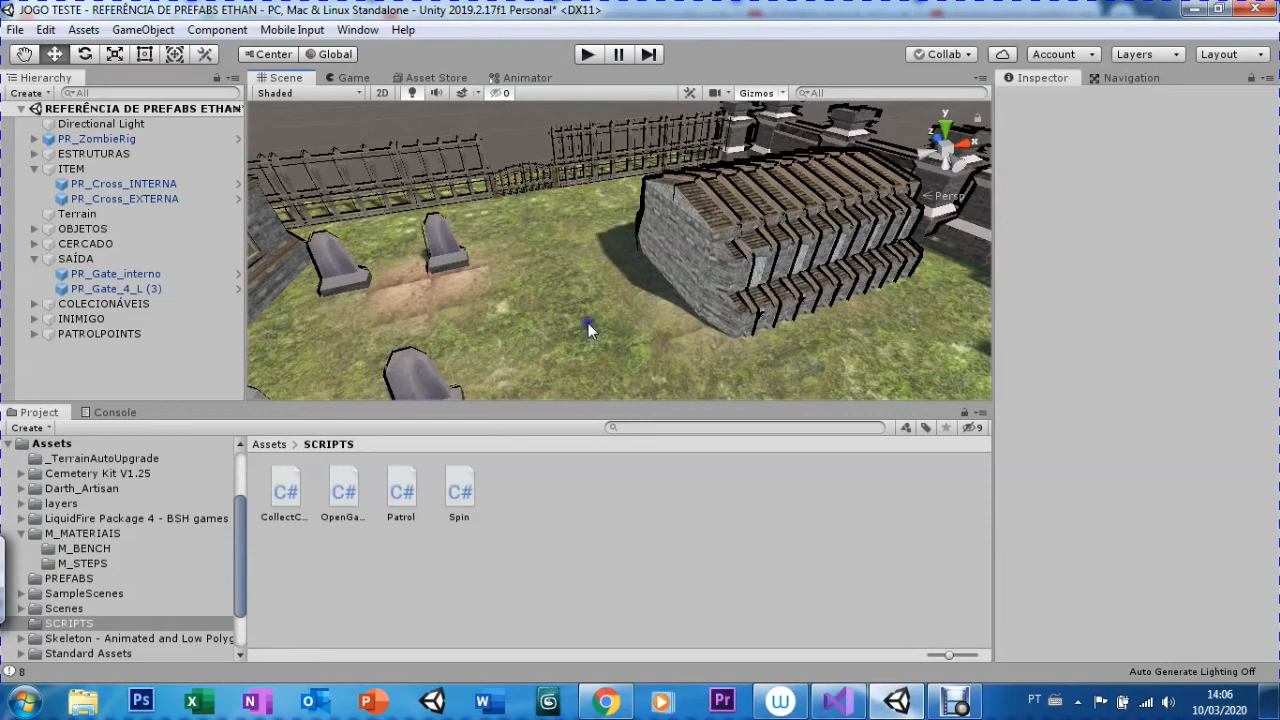 JOGO TESTE - REFERÊNCIA DE PREFABS ETHAN - PC, Mac & Linux Standalone - Unity 2019.2.17f1 Personal* <DX11>
File Edit Assets GameObject Component Mobile Input Window Help
Center Global Collab Account Layers Layout
Hierarchy Scene Game Asset Store Animator Inspector Navigation
Create All Shaded 2D 0 Gizmos All
REFERÊNCIA DE PREFABS ETHAN
Directional Light
PR_ZombieRig
ESTRUTURAS
ITEM
PR_Cross_INTERNA
PR_Cross_EXTERNA
Terrain
OBJETOS
CERCADO
SAÍDA
PR_Gate_interno
PR_Gate_4_L (3)
COLECIONÁVEIS
INIMIGO
PATROLPOINTS
y
z x
Persp
Project Console
Create 9
Assets
_TerrainAutoUpgrade
Cemetery Kit V1.25
Darth_Artisan
layers
LiquidFire Package 4 - BSH games
M_MATERIAIS
M_BENCH
M_STEPS
PREFABS
SampleScenes
Scenes
SCRIPTS
Skeleton - Animated and Low Polyg
Standard Assets
Assets > SCRIPTS
C# C# C# C#
CollectC... OpenGa... Patrol Spin
8 Auto Generate Lighting Off
Ps N W Pr W PT 14:06
10/03/2020